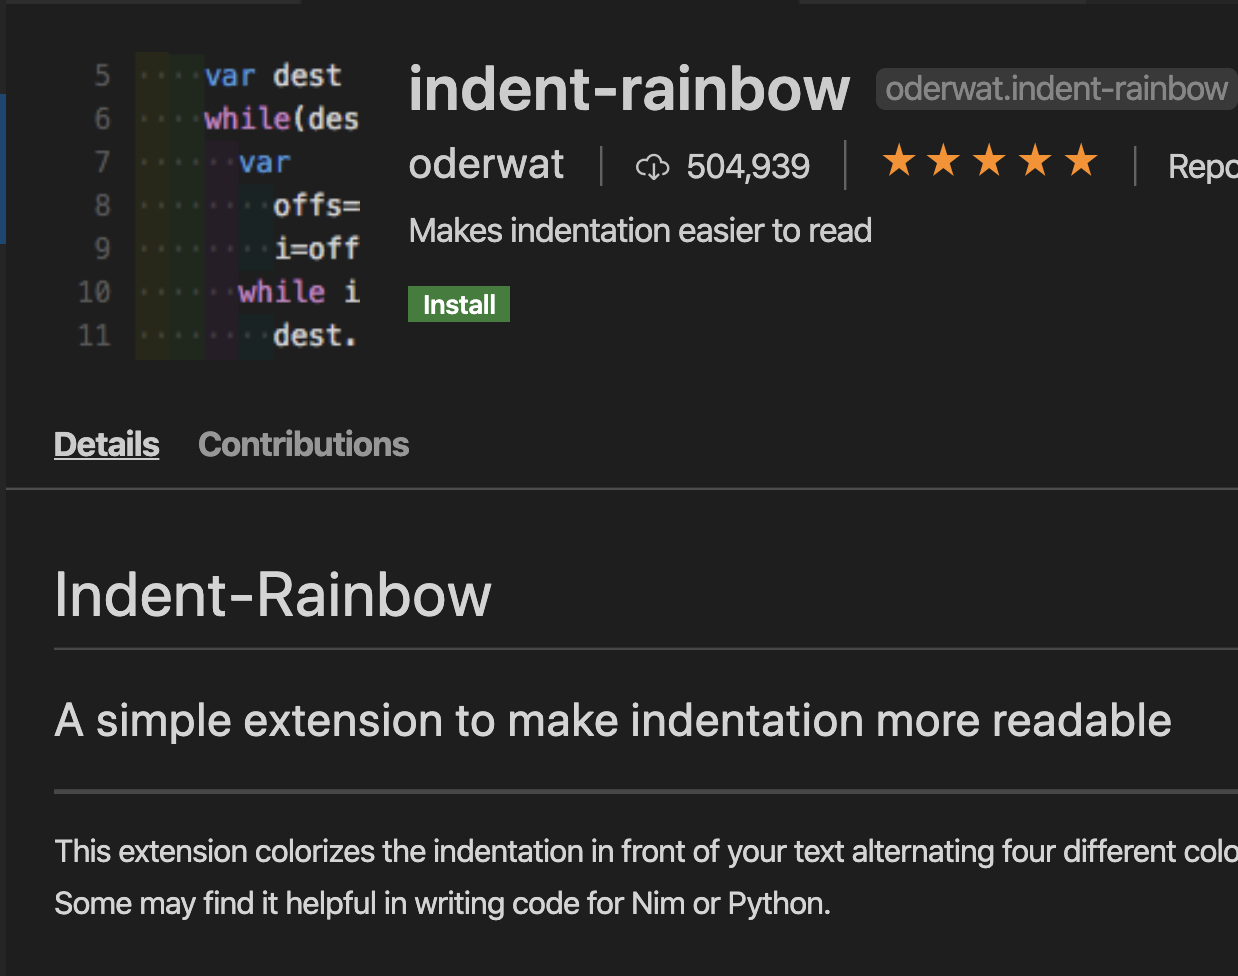 5 ····var dest
6 ····while(des
7 ······var
8 ········offs=
9 ········i=off
10 ······while i
11 ········dest.
indent-rainbow oderwat.indent-rainbow
oderwat | 504,939 | ★★★★★ | Repo
Makes indentation easier to read
Install
Details Contributions
Indent-Rainbow
A simple extension to make indentation more readable
This extension colorizes the indentation in front of your text alternating four different colo
Some may find it helpful in writing code for Nim or Python.